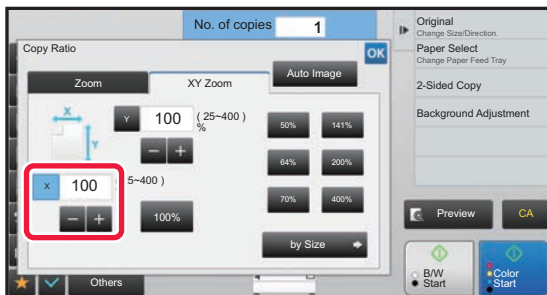 No. of copies 1
Copy Ratio
OK
Zoom
XY Zoom
Auto Image
X
Y
Y 100 ( 25~400 )
%
− +
X 100 5~400 )
− +
100%
50% 141%
64% 200%
70% 400%
by Size
Others
Original
Change Size/Direction.
Paper Select
Change Paper Feed Tray
2-Sided Copy
Background Adjustment
Preview
CA
B/W
Start
Color
Start